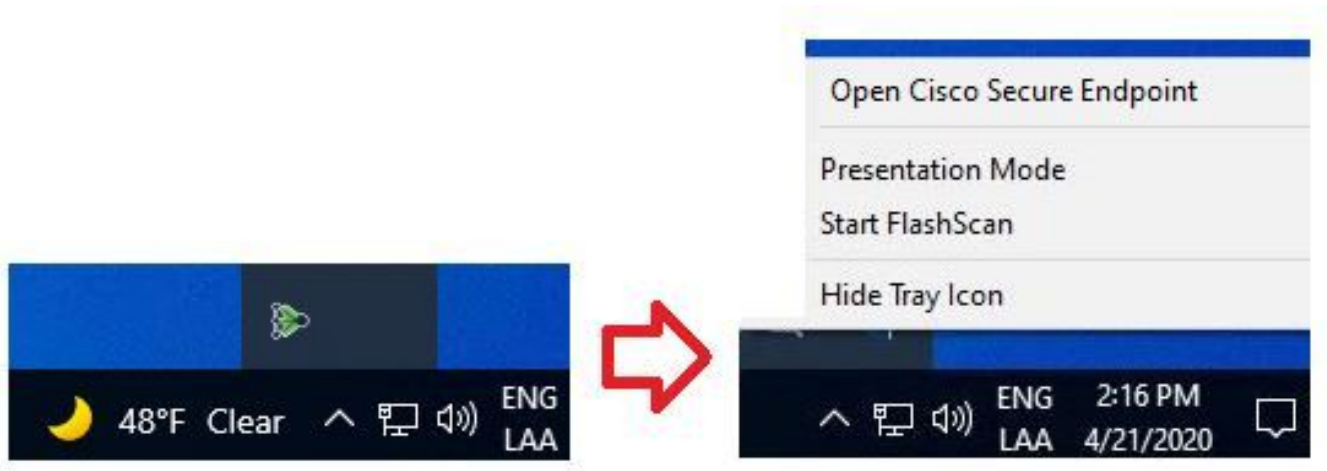 48°F Clear
ENG
LAA
Open Cisco Secure Endpoint
Presentation Mode
Start FlashScan
Hide Tray Icon
ENG
LAA
2:16 PM
4/21/2020